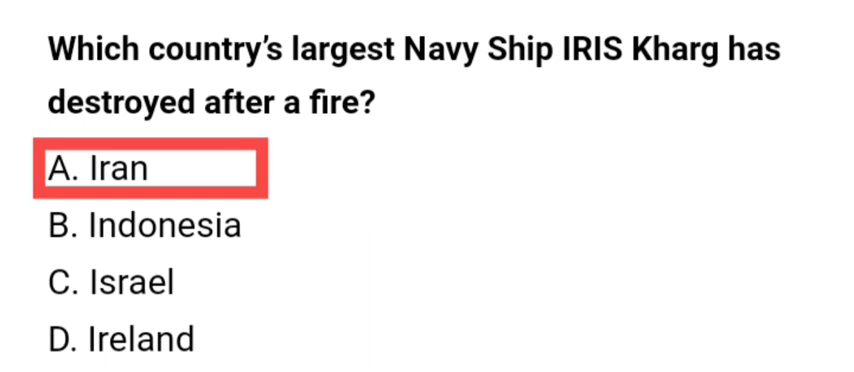 Which country’s largest Navy Ship IRIS Kharg has
destroyed after a fire?
A. Iran
B. Indonesia
C. Israel
D. Ireland